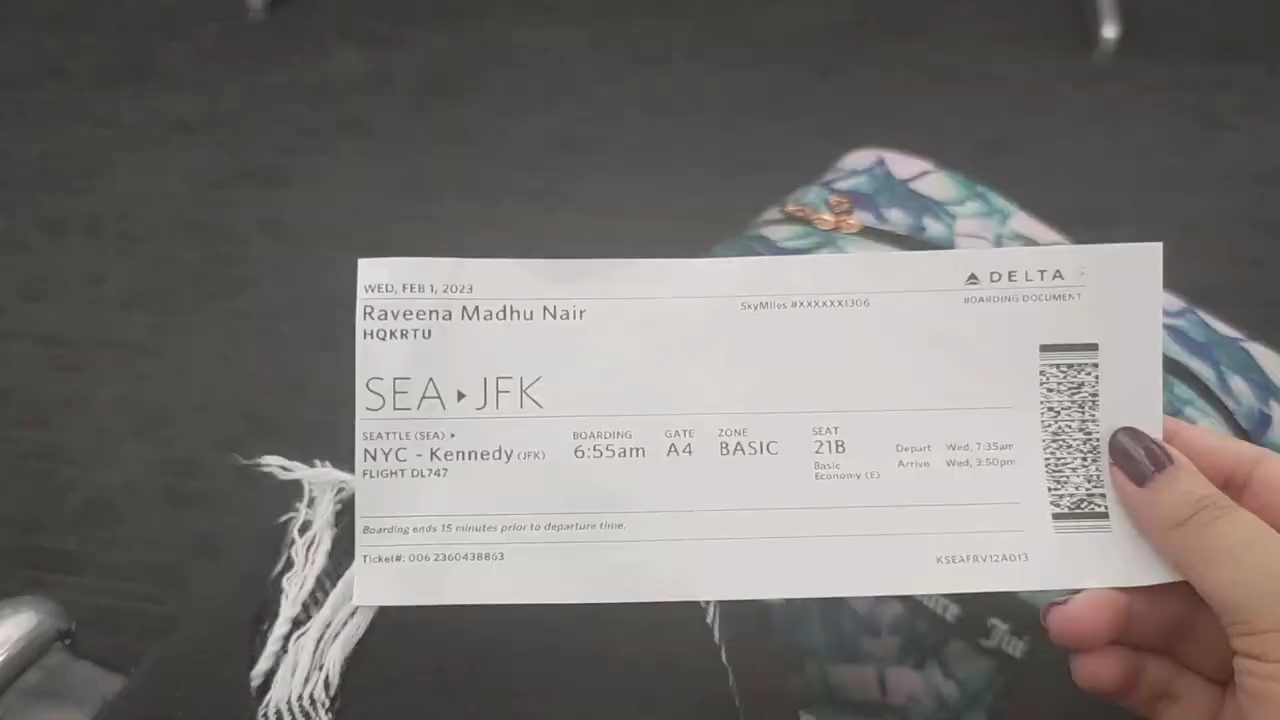 WED, FEB 1, 2023
DELTA
Raveena Madhu Nair
SkyMiles #XXXXXX1306
BOARDING DOCUMENT
HQKRTU
SEA ▸ JFK
SEATTLE (SEA) ▸
NYC - Kennedy (JFK)
FLIGHT DL747
BOARDING
6:55am
GATE
A4
ZONE
BASIC
SEAT
21B
Basic
Economy (E)
Depart Wed, 7:35am
Arrive Wed, 3:50pm
Boarding ends 15 minutes prior to departure time.
Ticket#: 006 2360438863
KSEAFRV12A013